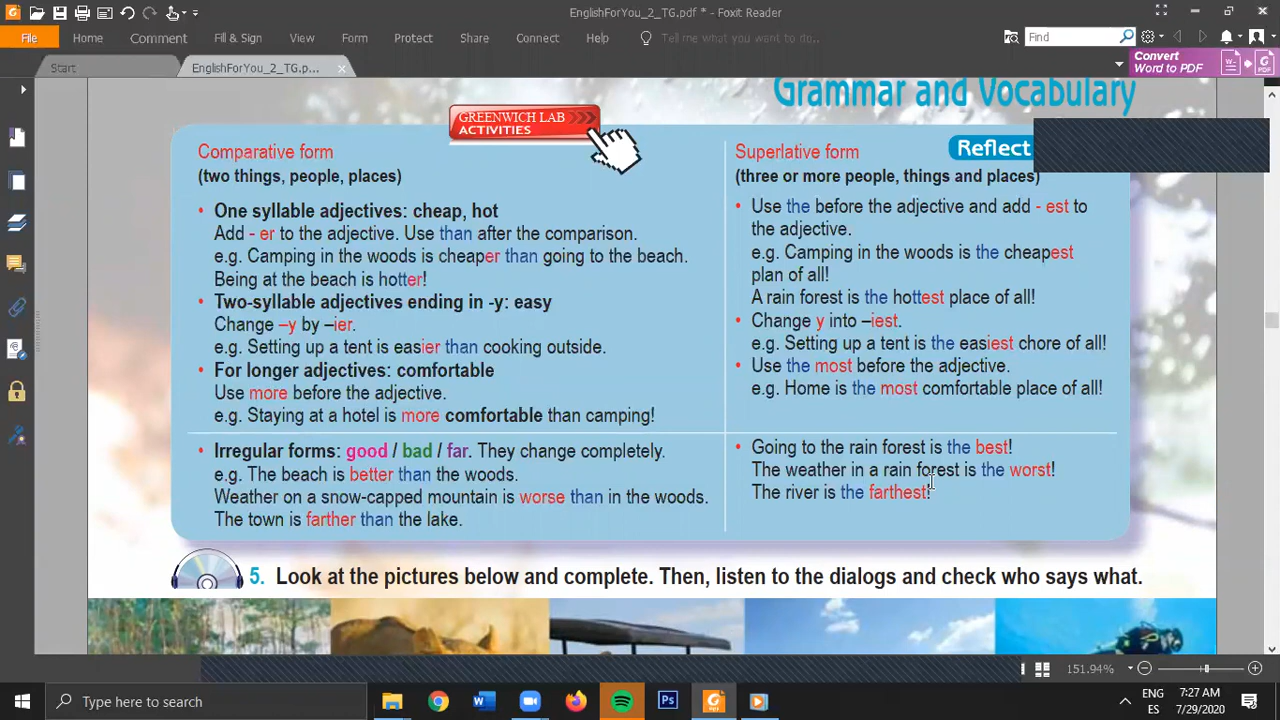 EnglishForYou_2_TG.pdf * - Foxit Reader
File Home Comment Fill & Sign View Form Protect Share Connect Help Tell me what you want to do... Find
Start EnglishForYou_2_TG.p... Convert
Word to PDF
Grammar and Vocabulary
GREENWICH LAB
ACTIVITIES
Reflect
Comparative form
(two things, people, places)
• One syllable adjectives: cheap, hot
Add - er to the adjective. Use than after the comparison.
e.g. Camping in the woods is cheaper than going to the beach.
Being at the beach is hotter!
• Two-syllable adjectives ending in -y: easy
Change –y by –ier.
e.g. Setting up a tent is easier than cooking outside.
• For longer adjectives: comfortable
Use more before the adjective.
e.g. Staying at a hotel is more comfortable than camping!
• Irregular forms: good / bad / far. They change completely.
e.g. The beach is better than the woods.
Weather on a snow-capped mountain is worse than in the woods.
The town is farther than the lake.
Superlative form
(three or more people, things and places)
• Use the before the adjective and add - est to
the adjective.
e.g. Camping in the woods is the cheapest
plan of all!
A rain forest is the hottest place of all!
• Change y into –iest.
e.g. Setting up a tent is the easiest chore of all!
• Use the most before the adjective.
e.g. Home is the most comfortable place of all!
• Going to the rain forest is the best!
The weather in a rain forest is the worst!
The river is the farthest!
5. Look at the pictures below and complete. Then, listen to the dialogs and check who says what.
151.94%
Type here to search
ENG
ES
7:27 AM
7/29/2020